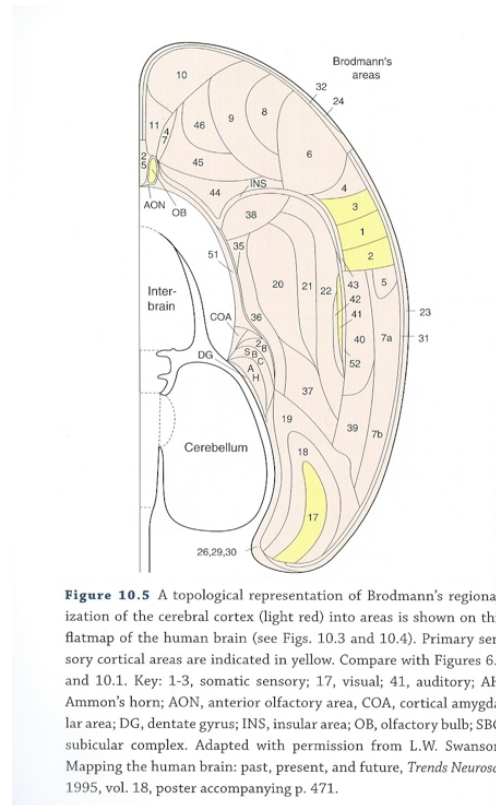 Brodmann's
areas
32
24
10
8
9
46
11
47
6
45
4
25
INS
44
3
AON
OB
38
1
2
35
51
5
43
Inter-
brain
20
21
22
42
23
41
COA
36
40
7a
31
28
DG
SBC
52
AH
37
19
39
7b
18
Cerebellum
17
26,29,30
Figure 10.5 A topological representation of Brodmann's regiona
ization of the cerebral cortex (light red) into areas is shown on th
flatmap of the human brain (see Figs. 10.3 and 10.4). Primary sen
sory cortical areas are indicated in yellow. Compare with Figures 6.
and 10.1. Key: 1-3, somatic sensory; 17, visual; 41, auditory; AH
Ammon's horn; AON, anterior olfactory area, COA, cortical amygda
lar area; DG, dentate gyrus; INS, insular area; OB, olfactory bulb; SBC
subicular complex. Adapted with permission from L.W. Swanson
Mapping the human brain: past, present, and future, Trends Neurosc
1995, vol. 18, poster accompanying p. 471.